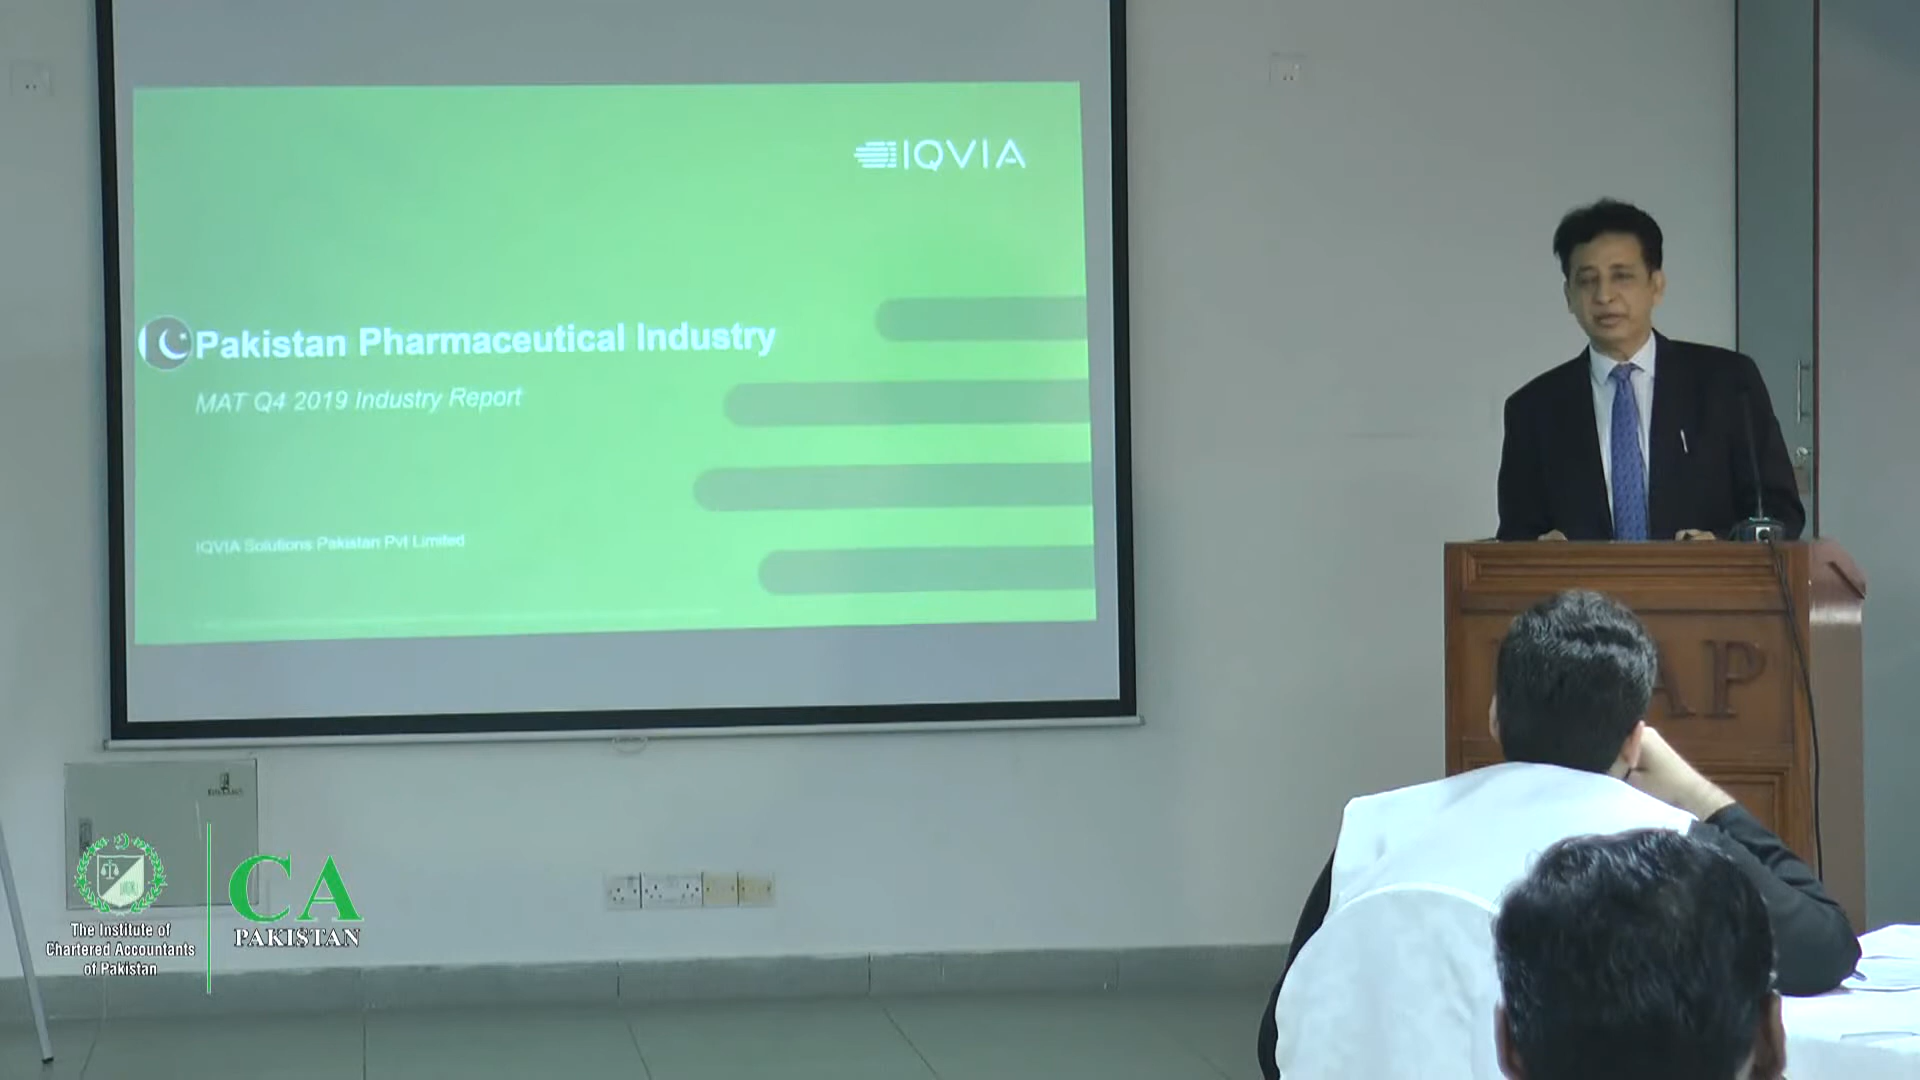 IQVIA
Pakistan Pharmaceutical Industry
MAT Q4 2019 Industry Report
IQVIA Solutions Pakistan Pvt Limited
AP
The Institute of
Chartered Accountants
of Pakistan
CA
PAKISTAN